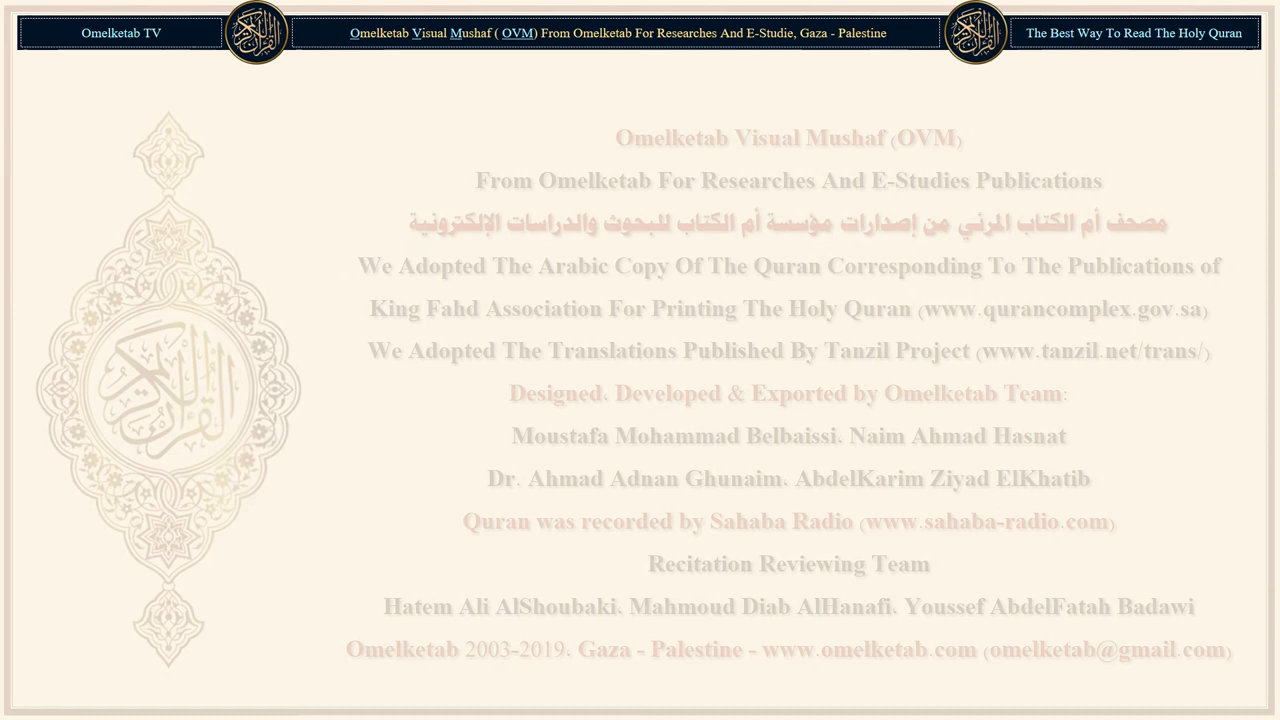 Omelketab TV
Omelketab Visual Mushaf ( OVM) From Omelketab For Researches And E-Studie, Gaza - Palestine
The Best Way To Read The Holy Quran
Omelketab Visual Mushaf (OVM)
From Omelketab For Researches And E-Studies Publications
مصحف أم الكتاب المرئي من إصدارات مؤسسة أم الكتاب للبحوث والدراسات الإلكترونية
We Adopted The Arabic Copy Of The Quran Corresponding To The Publications of
King Fahd Association For Printing The Holy Quran (www.qurancomplex.gov.sa)
We Adopted The Translations Published By Tanzil Project (www.tanzil.net/trans/)
Designed، Developed & Exported by Omelketab Team:
Moustafa Mohammad Belbaissi، Naim Ahmad Hasnat
Dr. Ahmad Adnan Ghunaim، AbdelKarim Ziyad ElKhatib
Quran was recorded by Sahaba Radio (www.sahaba-radio.com)
Recitation Reviewing Team
Hatem Ali AlShoubaki، Mahmoud Diab AlHanafi، Youssef AbdelFatah Badawi
Omelketab 2003-2019، Gaza - Palestine - www.omelketab.com (omelketab@gmail.com)
القرآن الكريم